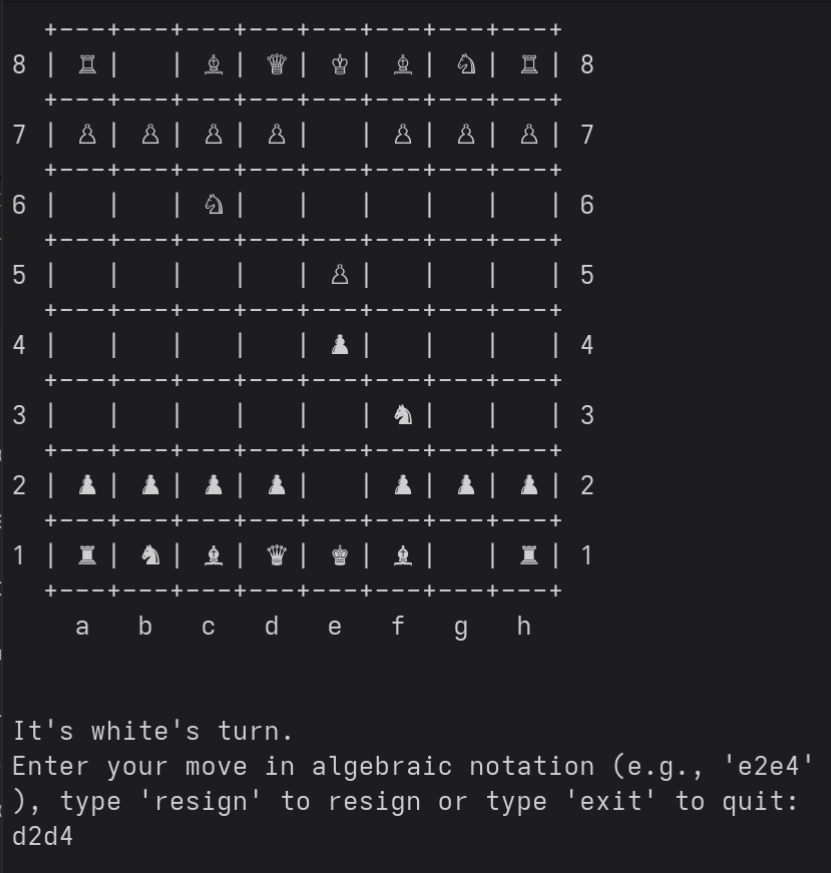 +---+---+---+---+---+---+---+---+
8 | ♖ |   | ♗ | ♕ | ♔ | ♗ | ♘ | ♖ | 8
+---+---+---+---+---+---+---+---+
7 | ♙ | ♙ | ♙ | ♙ |   | ♙ | ♙ | ♙ | 7
+---+---+---+---+---+---+---+---+
6 |   |   | ♘ |   |   |   |   |   | 6
+---+---+---+---+---+---+---+---+
5 |   |   |   |   | ♙ |   |   |   | 5
+---+---+---+---+---+---+---+---+
4 |   |   |   |   | ♟ |   |   |   | 4
+---+---+---+---+---+---+---+---+
3 |   |   |   |   |   | ♞ |   |   | 3
+---+---+---+---+---+---+---+---+
2 | ♟ | ♟ | ♟ | ♟ |   | ♟ | ♟ | ♟ | 2
+---+---+---+---+---+---+---+---+
1 | ♜ | ♞ | ♝ | ♛ | ♚ | ♝ |   | ♜ | 1
+---+---+---+---+---+---+---+---+
a b c d e f g h
It's white's turn.
Enter your move in algebraic notation (e.g., 'e2e4'
), type 'resign' to resign or type 'exit' to quit:
d2d4